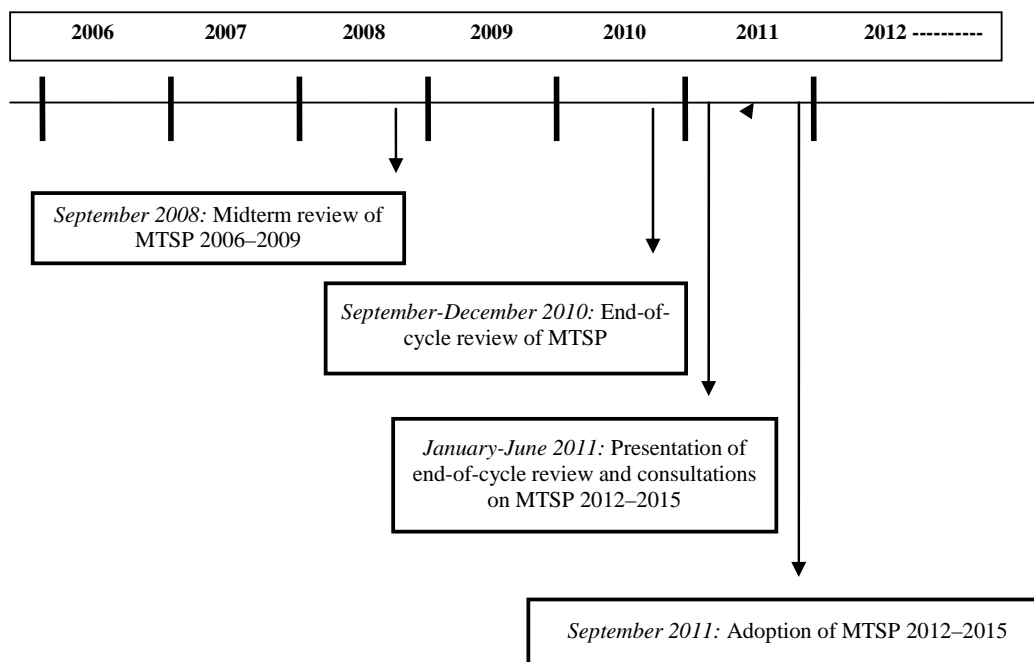 2006 2007 2008 2009 2010 2011 2012 ----------
September 2008: Midterm review of
MTSP 2006–2009
September-December 2010: End-of-
cycle review of MTSP
January-June 2011: Presentation of
end-of-cycle review and consultations
on MTSP 2012–2015
September 2011: Adoption of MTSP 2012–2015